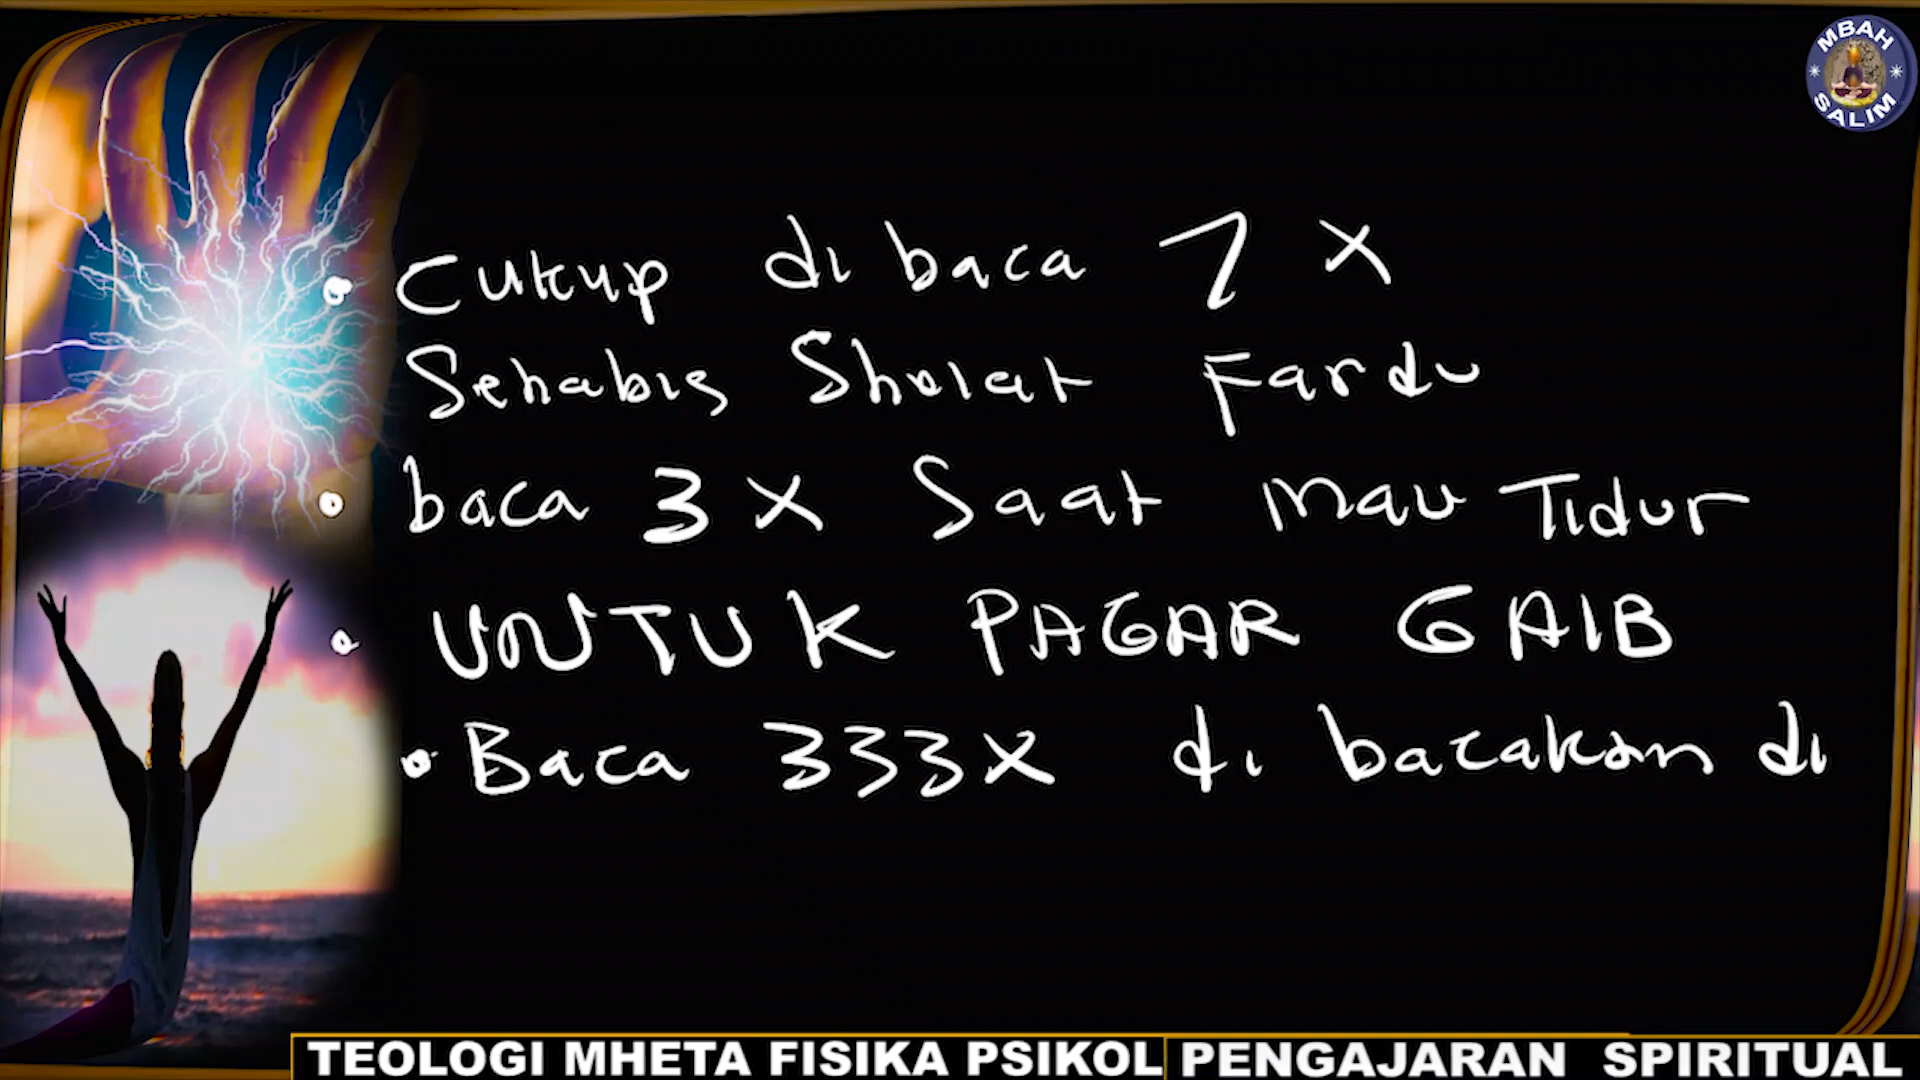 MBAH SALIM
• Cukup di baca 7 x
Sehabis Sholat Fardu
• baca 3 x Saat mau Tidur
• UNTUK PAGAR GAIB
• Baca 333x di bacakan di
TEOLOGI MHETA FISIKA PSIKOL PENGAJARAN SPIRITUAL